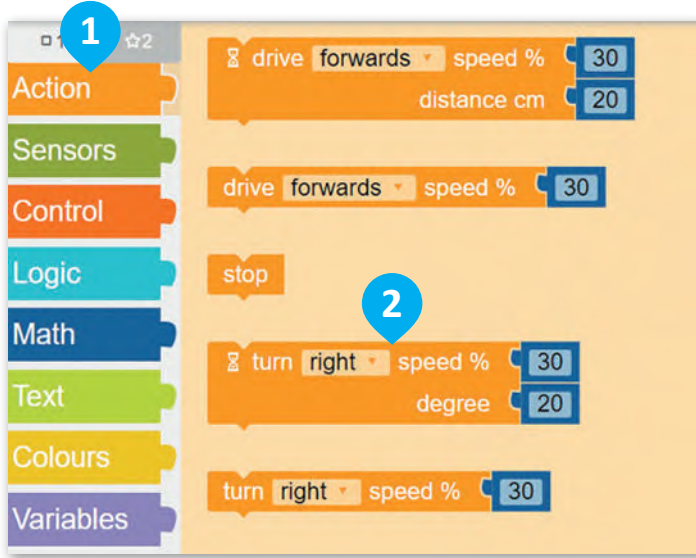 1
2
Action
Sensors
Control
Logic
Math
Text
Colours
Variables
drive forwards speed % 30
distance cm 20
drive forwards speed % 30
stop
2
turn right speed % 30
degree 20
turn right speed % 30